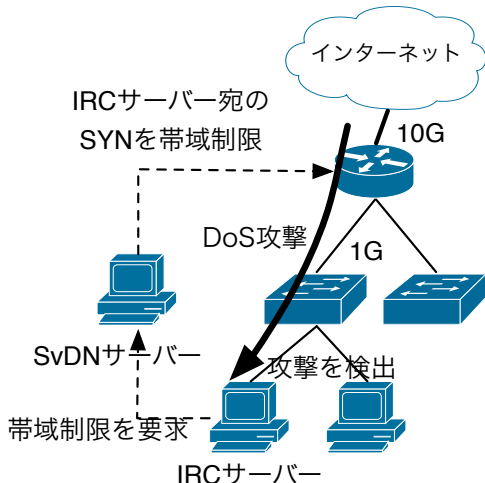 インターネット
IRCサーバー宛の
SYNを帯域制限
10G
DoS攻撃
1G
SvDNサーバー
攻撃を検出
帯域制限を要求
IRCサーバー